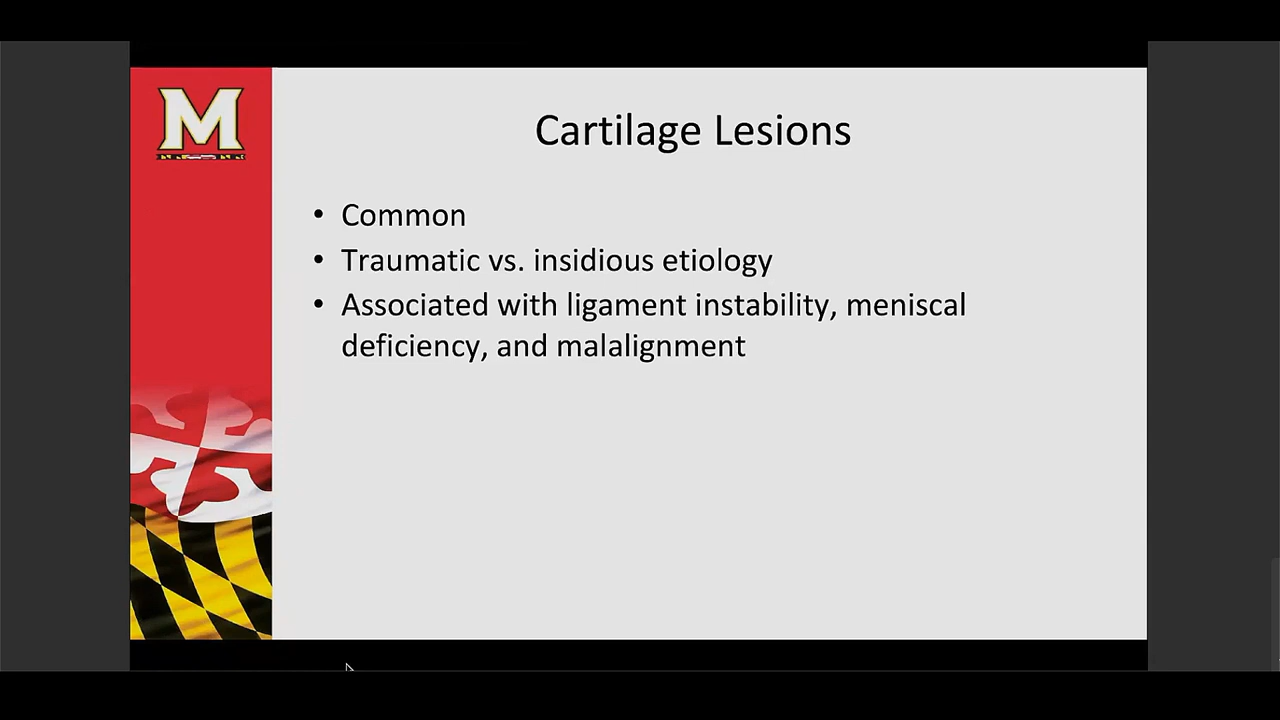 M
Cartilage Lesions
• Common
• Traumatic vs. insidious etiology
• Associated with ligament instability, meniscal
deficiency, and malalignment